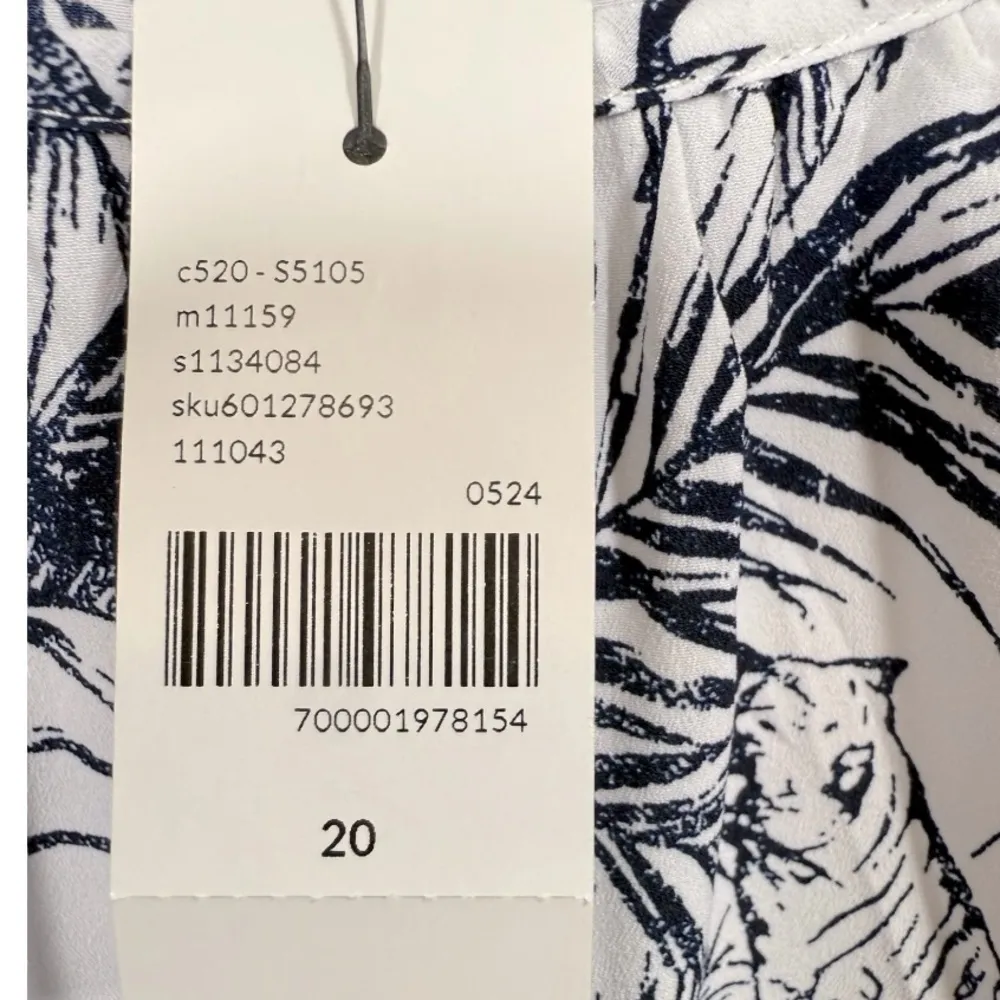 c520 - S5105
m11159
s1134084
sku601278693
111043
0524
700001978154
20